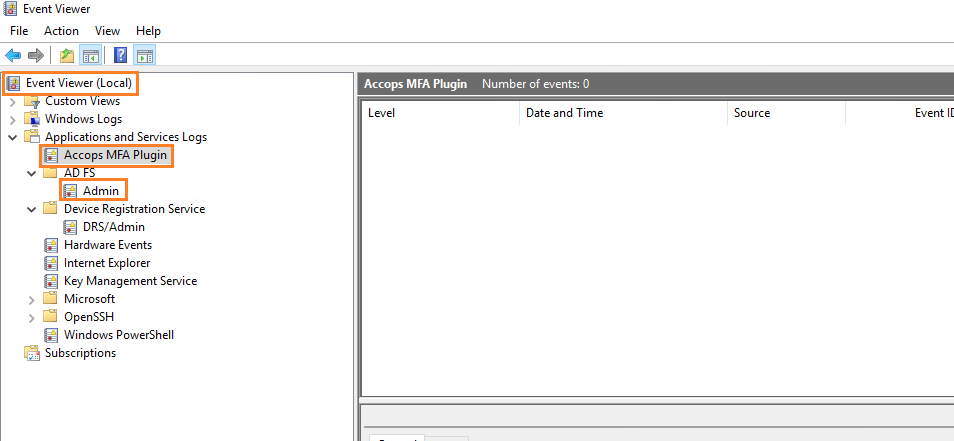 Event Viewer
File Action View Help
Event Viewer (Local)
Custom Views
Windows Logs
Applications and Services Logs
Accops MFA Plugin
AD FS
Admin
Device Registration Service
DRS/Admin
Hardware Events
Internet Explorer
Key Management Service
Microsoft
OpenSSH
Windows PowerShell
Subscriptions
Accops MFA Plugin Number of events: 0
Level Date and Time Source Event ID